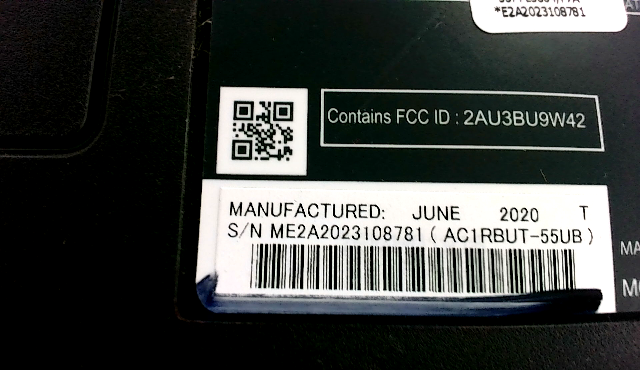 *E2A2023108781
Contains FCC ID : 2AU3BU9W42
MANUFACTURED: JUNE 2020 T
S/N ME2A2023108781 ( AC1RBUT-55UB )